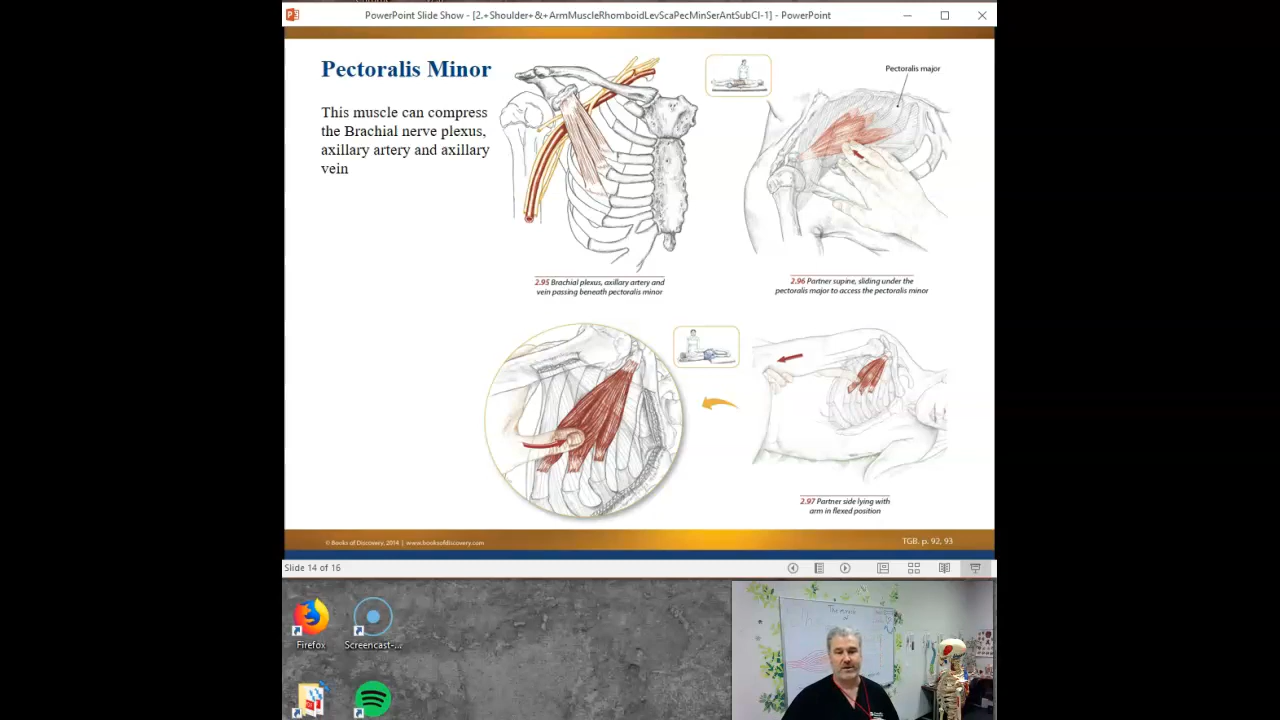 PowerPoint Slide Show - [2.+Shoulder+&+ArmMuscleRhomboidLevScaPecMinSerAntSubCl-1] - PowerPoint
Pectoralis Minor
This muscle can compress
the Brachial nerve plexus,
axillary artery and axillary
vein
Pectoralis major
2.95 Brachial plexus, axillary artery and
vein passing beneath pectoralis minor
2.96 Partner supine, sliding under the
pectoralis major to access the pectoralis minor
2.97 Partner side lying with
arm in flexed position
© Books of Discovery, 2014 | www.booksofdiscovery.com
TGB. p. 92, 93
Slide 14 of 16
Firefox
Screencast-...